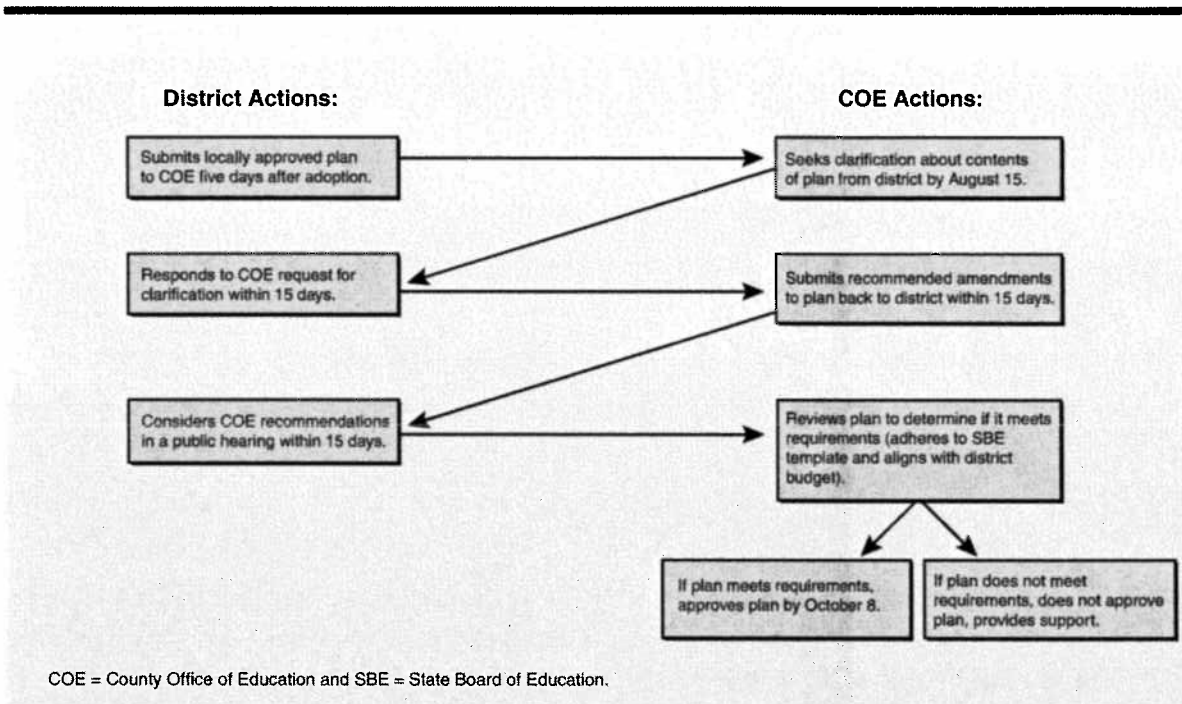 District Actions:
COE Actions:
Submits locally approved plan
to COE five days after adoption.
Seeks clarification about contents
of plan from district by August 15.
Responds to COE request for
clarification within 15 days.
Submits recommended amendments
to plan back to district within 15 days.
Considers COE recommendations
in a public hearing within 15 days.
Reviews plan to determine if it meets
requirements (adheres to SBE
template and aligns with district
budget).
If plan meets requirements,
approves plan by October 8.
If plan does not meet
requirements, does not approve
plan, provides support.
COE = County Office of Education and SBE = State Board of Education.